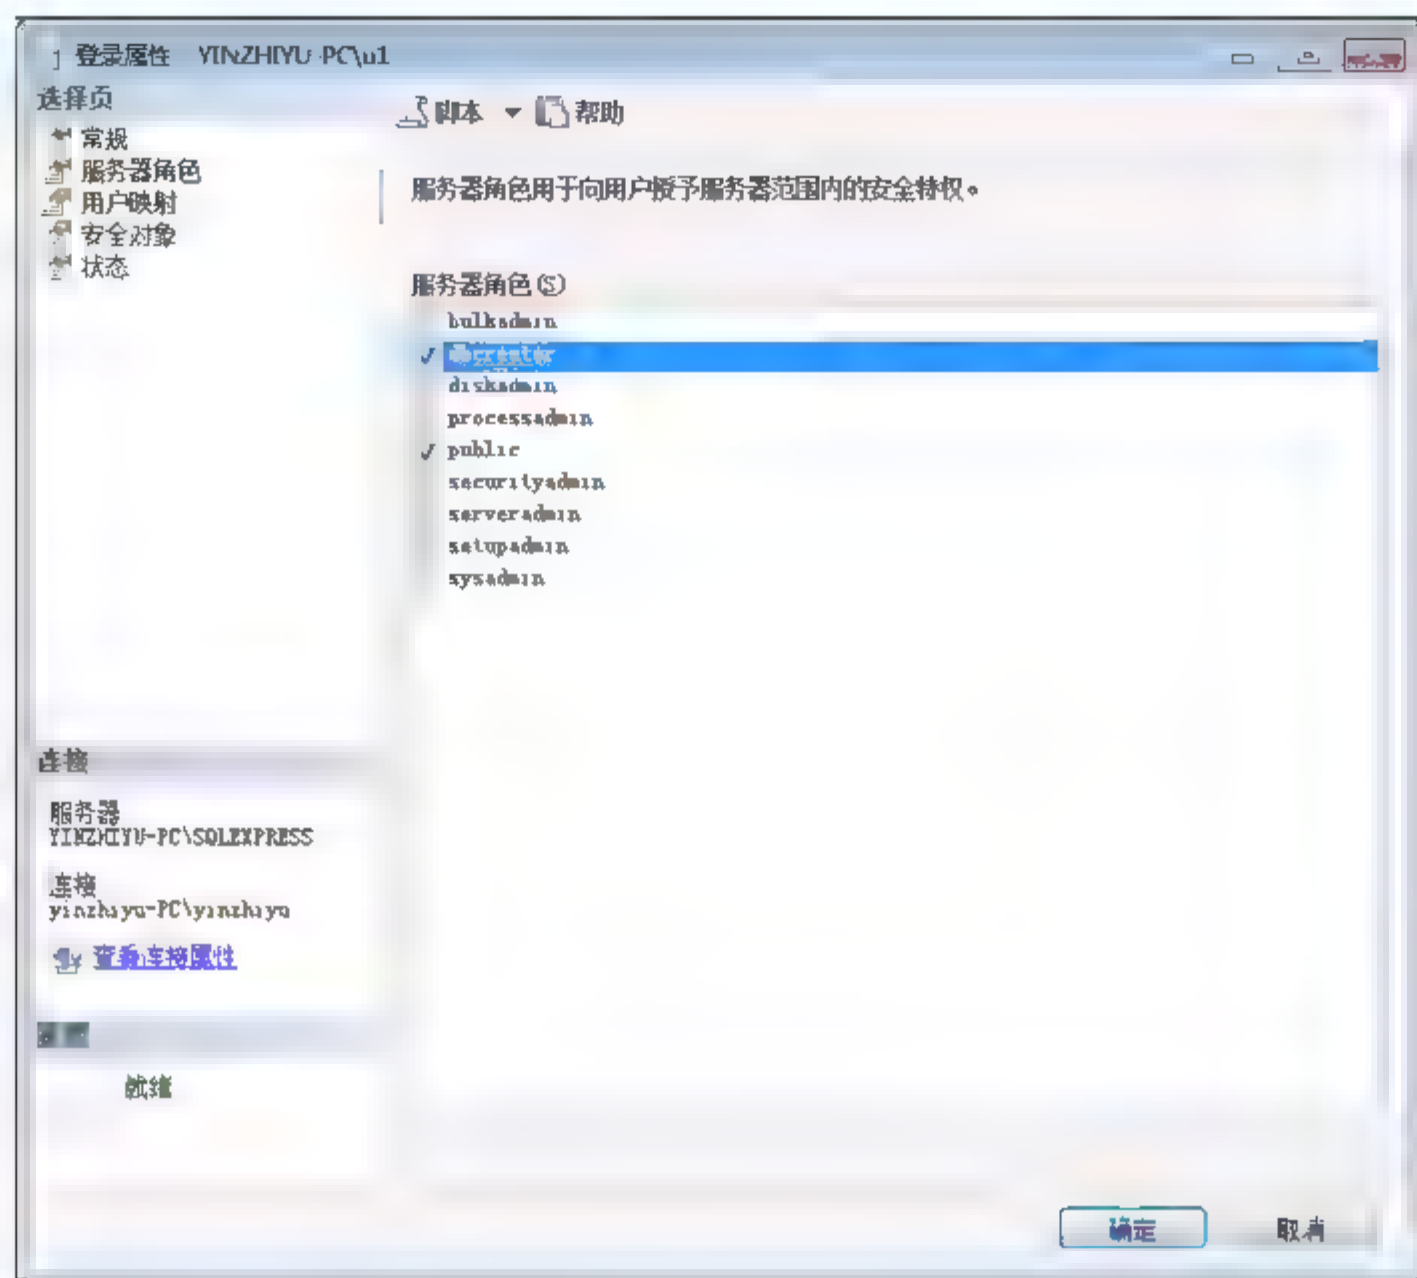 登录属性 YINZHIYU-PC\u1
选择页
常规
服务器角色
用户映射
安全对象
状态
脚本 帮助
服务器角色用于向用户授予服务器范围内的安全特权。
服务器角色(S)
bulkadmin
dbcreator
diskadmin
processadmin
public
securityadmin
serveradmin
setupadmin
sysadmin
连接
服务器
YINZHIYU-PC\SQLEXPRESS
连接
yinzhiyu-PC\yinzhiyu
查看连接属性
就绪
确定 取消